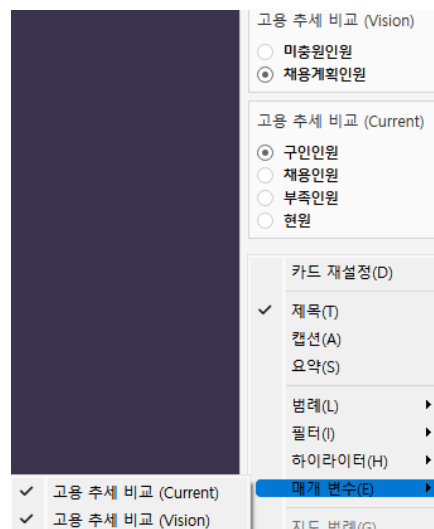 고용 추세 비교 (Vision)
미충원인원
채용계획인원
고용 추세 비교 (Current)
구인인원
채용인원
부족인원
현원
카드 재설정(D)
제목(T)
캡션(A)
요약(S)
범례(L)
필터(I)
하이라이터(H)
매개 변수(E)
고용 추세 비교 (Current)
고용 추세 비교 (Vision)
지도 범례(G)